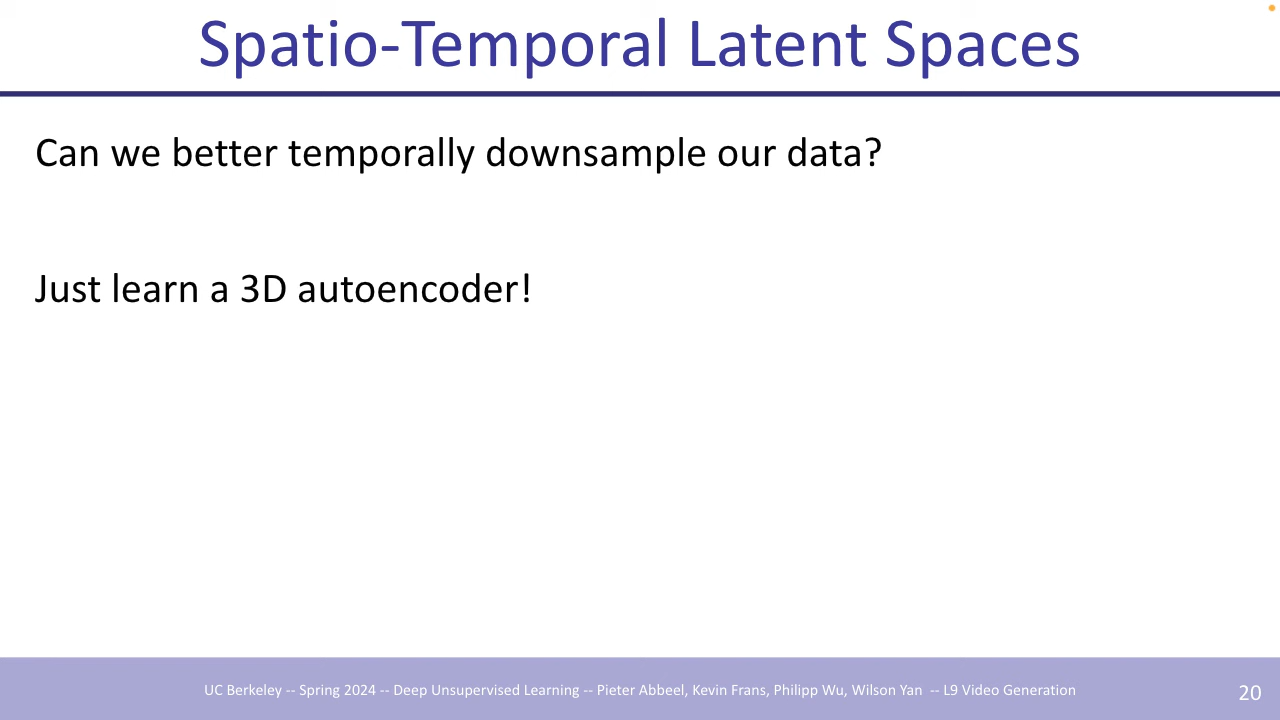 Spatio-Temporal Latent Spaces
Can we better temporally downsample our data?
Just learn a 3D autoencoder!
UC Berkeley -- Spring 2024 -- Deep Unsupervised Learning -- Pieter Abbeel, Kevin Frans, Philipp Wu, Wilson Yan  -- L9 Video Generation
20